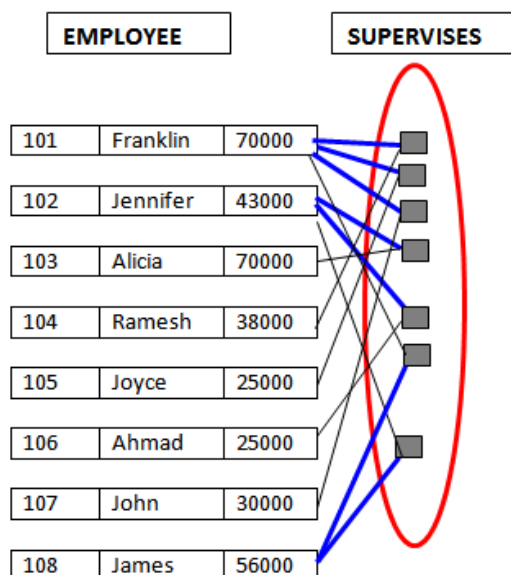 EMPLOYEE SUPERVISES
101 Franklin 70000
102 Jennifer 43000
103 Alicia 70000
104 Ramesh 38000
105 Joyce 25000
106 Ahmad 25000
107 John 30000
108 James 56000